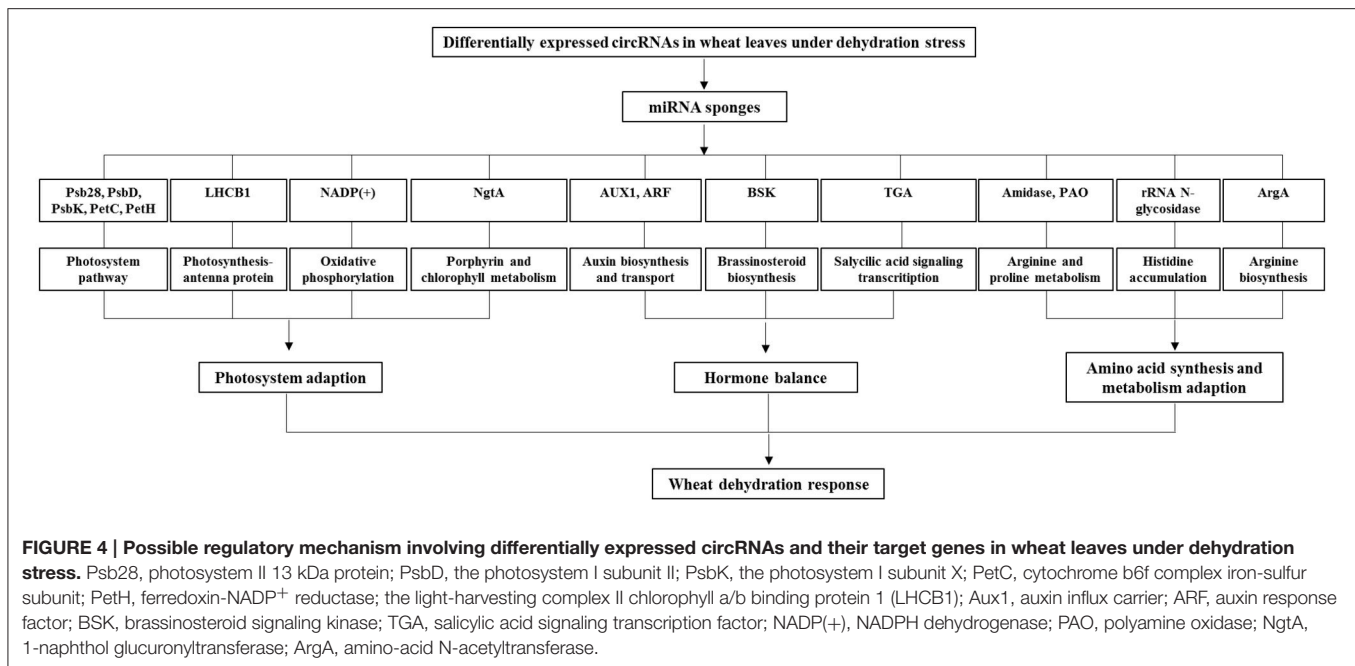 Differentially expressed circRNAs in wheat leaves under dehydration stress
miRNA sponges
Psb28, PsbD,
PsbK, PetC, PetH
LHCB1
NADP(+)
NgtA
AUX1, ARF
BSK
TGA
Amidase, PAO
rRNA N-
glycosidase
ArgA
Photosystem
pathway
Photosynthesis-
antenna protein
Oxidative
phosphorylation
Porphyrin and
chlorophyll metabolism
Auxin biosynthesis
and transport
Brassinosteroid
biosynthesis
Salycilic acid signaling
transcritiption
Arginine and
proline metabolism
Histidine
accumulation
Arginine
biosynthesis
Photosystem adaption
Hormone balance
Amino acid synthesis and
metabolism adaption
Wheat dehydration response
FIGURE 4 | Possible regulatory mechanism involving differentially expressed circRNAs and their target genes in wheat leaves under dehydration
stress. Psb28, photosystem II 13 kDa protein; PsbD, the photosystem I subunit II; PsbK, the photosystem I subunit X; PetC, cytochrome b6f complex iron-sulfur
subunit; PetH, ferredoxin-NADP+ reductase; the light-harvesting complex II chlorophyll a/b binding protein 1 (LHCB1); Aux1, auxin influx carrier; ARF, auxin response
factor; BSK, brassinosteroid signaling kinase; TGA, salicylic acid signaling transcription factor; NADP(+), NADPH dehydrogenase; PAO, polyamine oxidase; NgtA,
1-naphthol glucuronyltransferase; ArgA, amino-acid N-acetyltransferase.